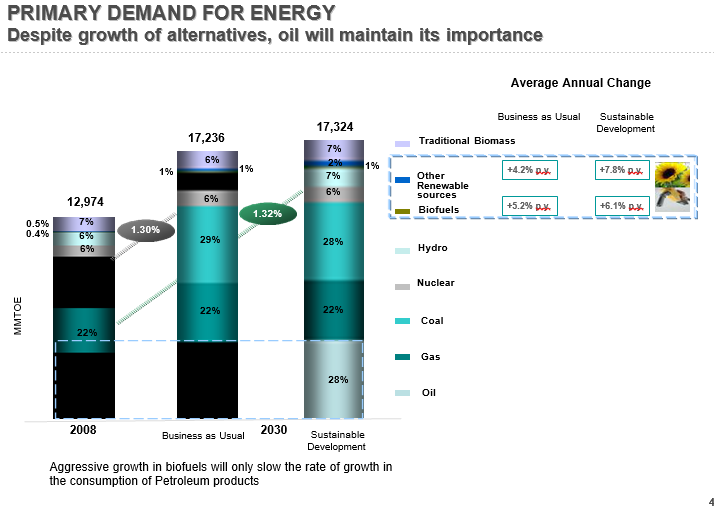 PRIMARY DEMAND FOR ENERGY
Despite growth of alternatives, oil will maintain its importance
Average Annual Change
Business as Usual
Sustainable
Development
17,324
17,236
12,974
Traditional Biomass
Other
Renewable
sources
Biofuels
+4.2% p.y.
+7.8% p.y.
+5.2% p.y.
+6.1% p.y.
Hydro
Nuclear
Coal
Gas
Oil
0.5%
0.4%
7%
6%
6%
22%
1.30%
1%
6%
1%
6%
29%
22%
1.32%
7%
2%
1%
7%
6%
28%
22%
28%
MMTOE
2008
Business as Usual
2030
Sustainable
Development
Aggressive growth in biofuels will only slow the rate of growth in
the consumption of Petroleum products
4